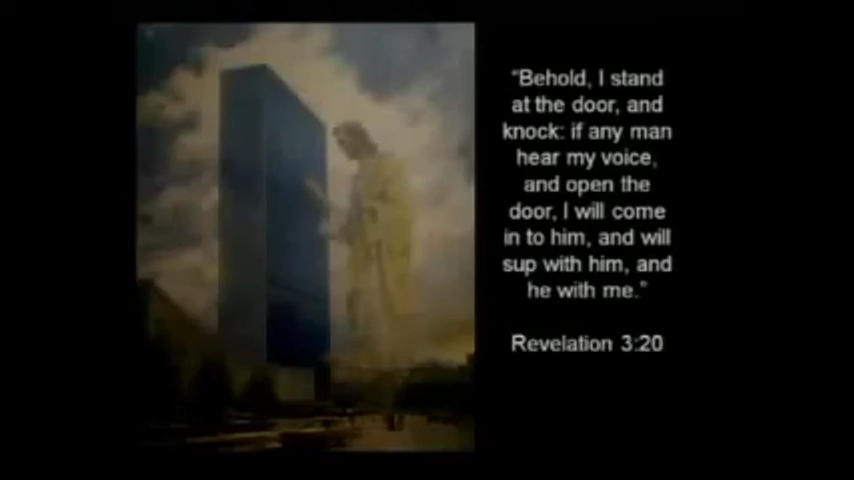 "Behold, I stand
at the door, and
knock: if any man
hear my voice,
and open the
door, I will come
in to him, and will
sup with him, and
he with me."
Revelation 3:20